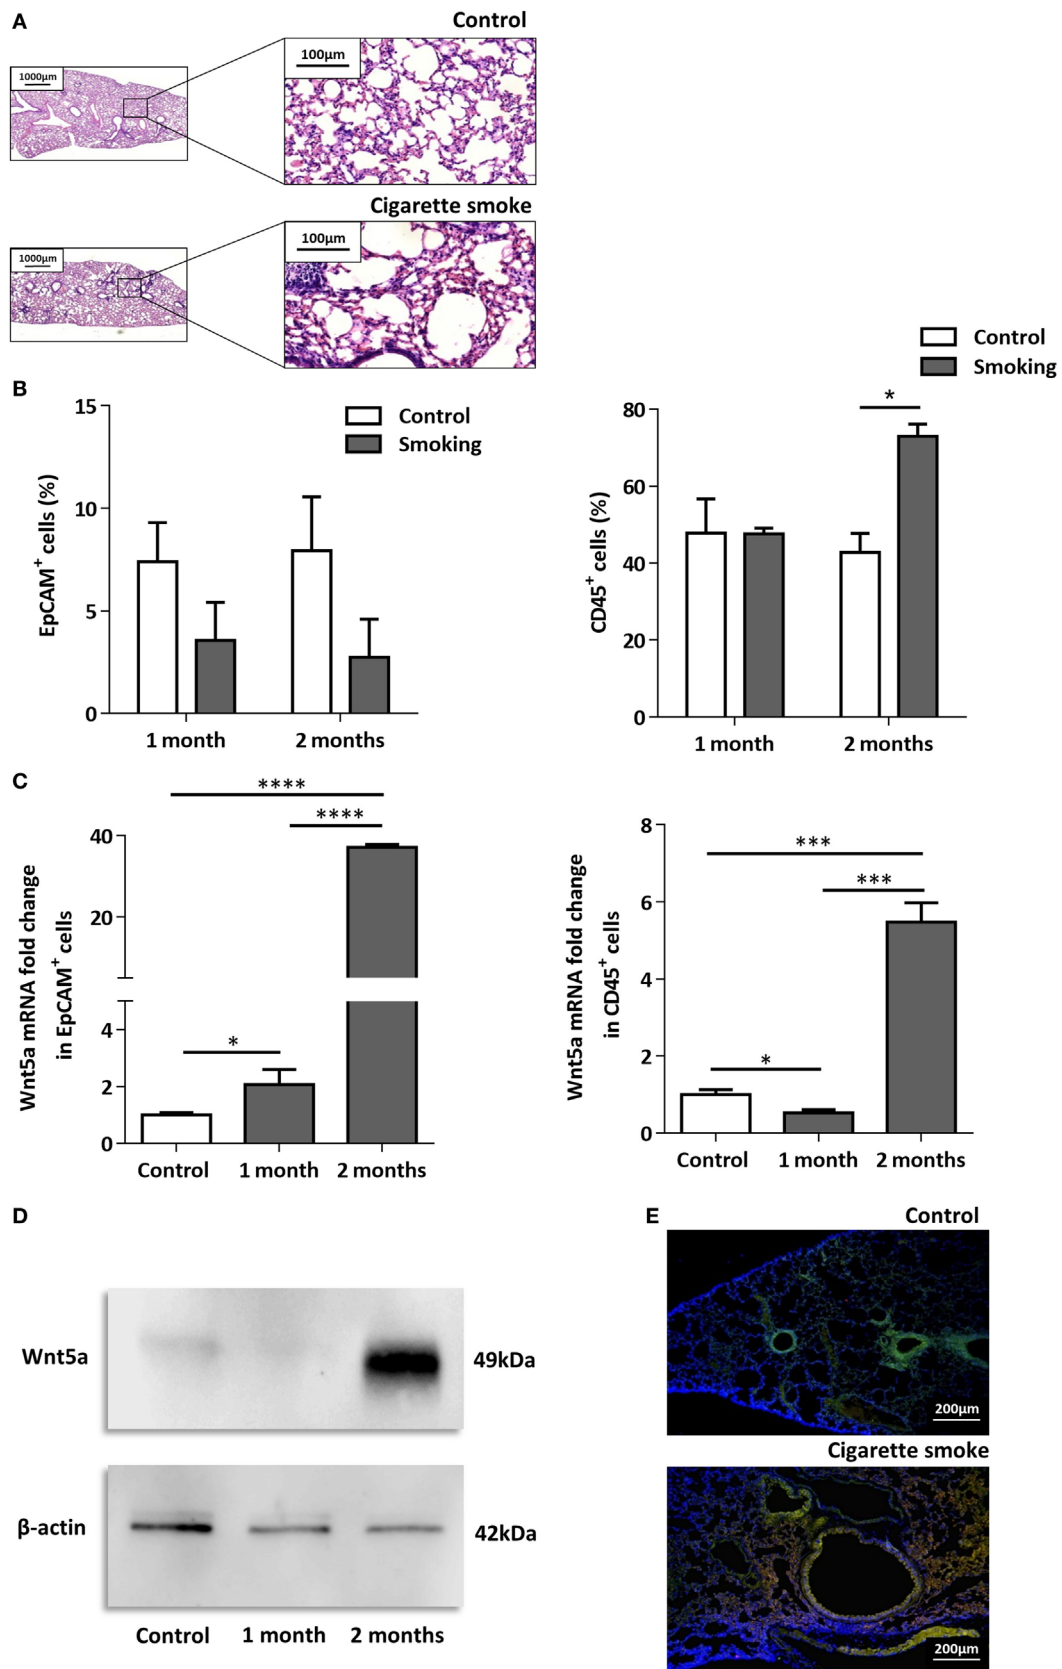 A
Control
1000μm
100μm
Cigarette smoke
1000μm
100μm
Control
Smoking
B
15
10
5
0
EpCAM+ cells (%)
Control
Smoking
1 month
2 months
80
60
40
20
0
CD45+ cells (%)
*
1 month
2 months
C
****
****
40
20
4
2
0
Wnt5a mRNA fold change
in EpCAM+ cells
*
Control
1 month
2 months
8
6
4
2
0
Wnt5a mRNA fold change
in CD45+ cells
***
***
*
Control
1 month
2 months
D
Wnt5a
49kDa
β-actin
42kDa
Control
1 month
2 months
E
Control
200μm
Cigarette smoke
200μm